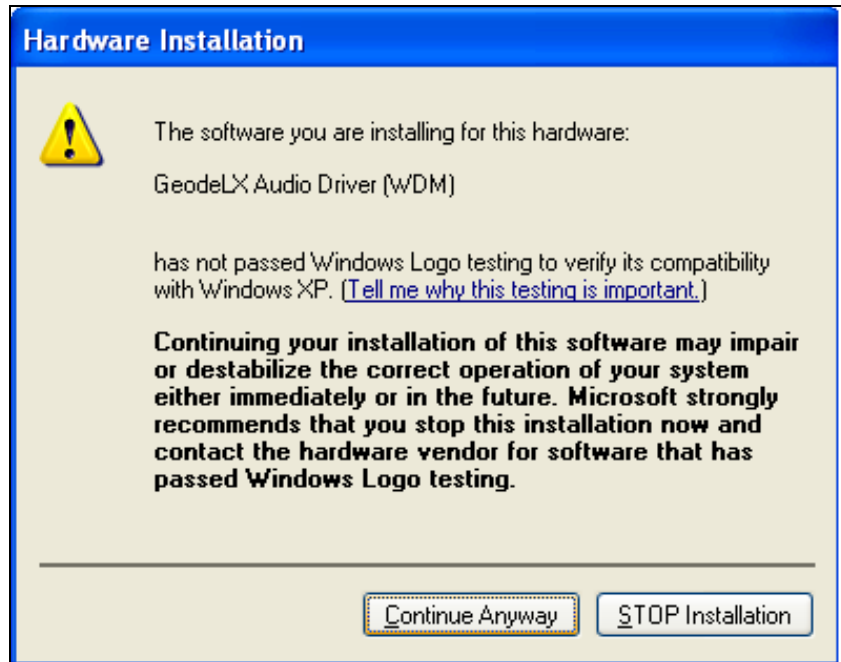 Hardware Installation
The software you are installing for this hardware:
GeodeLX Audio Driver (WDM)
has not passed Windows Logo testing to verify its compatibility
with Windows XP. (Tell me why this testing is important.)
Continuing your installation of this software may impair
or destabilize the correct operation of your system
either immediately or in the future. Microsoft strongly
recommends that you stop this installation now and
contact the hardware vendor for software that has
passed Windows Logo testing.
Continue Anyway STOP Installation